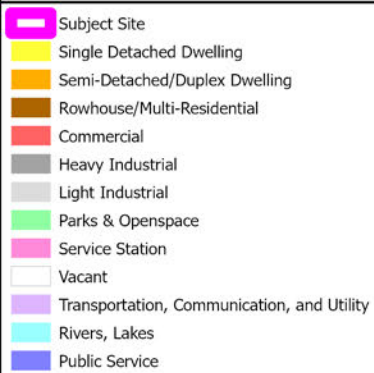 Subject Site
Single Detached Dwelling
Semi-Detached/Duplex Dwelling
Rowhouse/Multi-Residential
Commercial
Heavy Industrial
Light Industrial
Parks & Openspace
Service Station
Vacant
Transportation, Communication, and Utility
Rivers, Lakes
Public Service